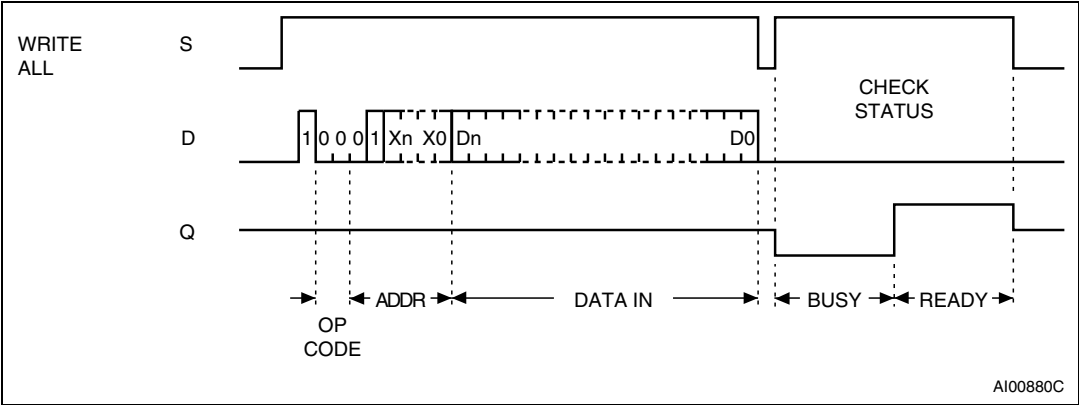 WRITE ALL
S
CHECK STATUS
D
1 0 0 0 1 Xn X0 Dn D0
Q
ADDR
DATA IN
BUSY
READY
OP CODE
AI00880C